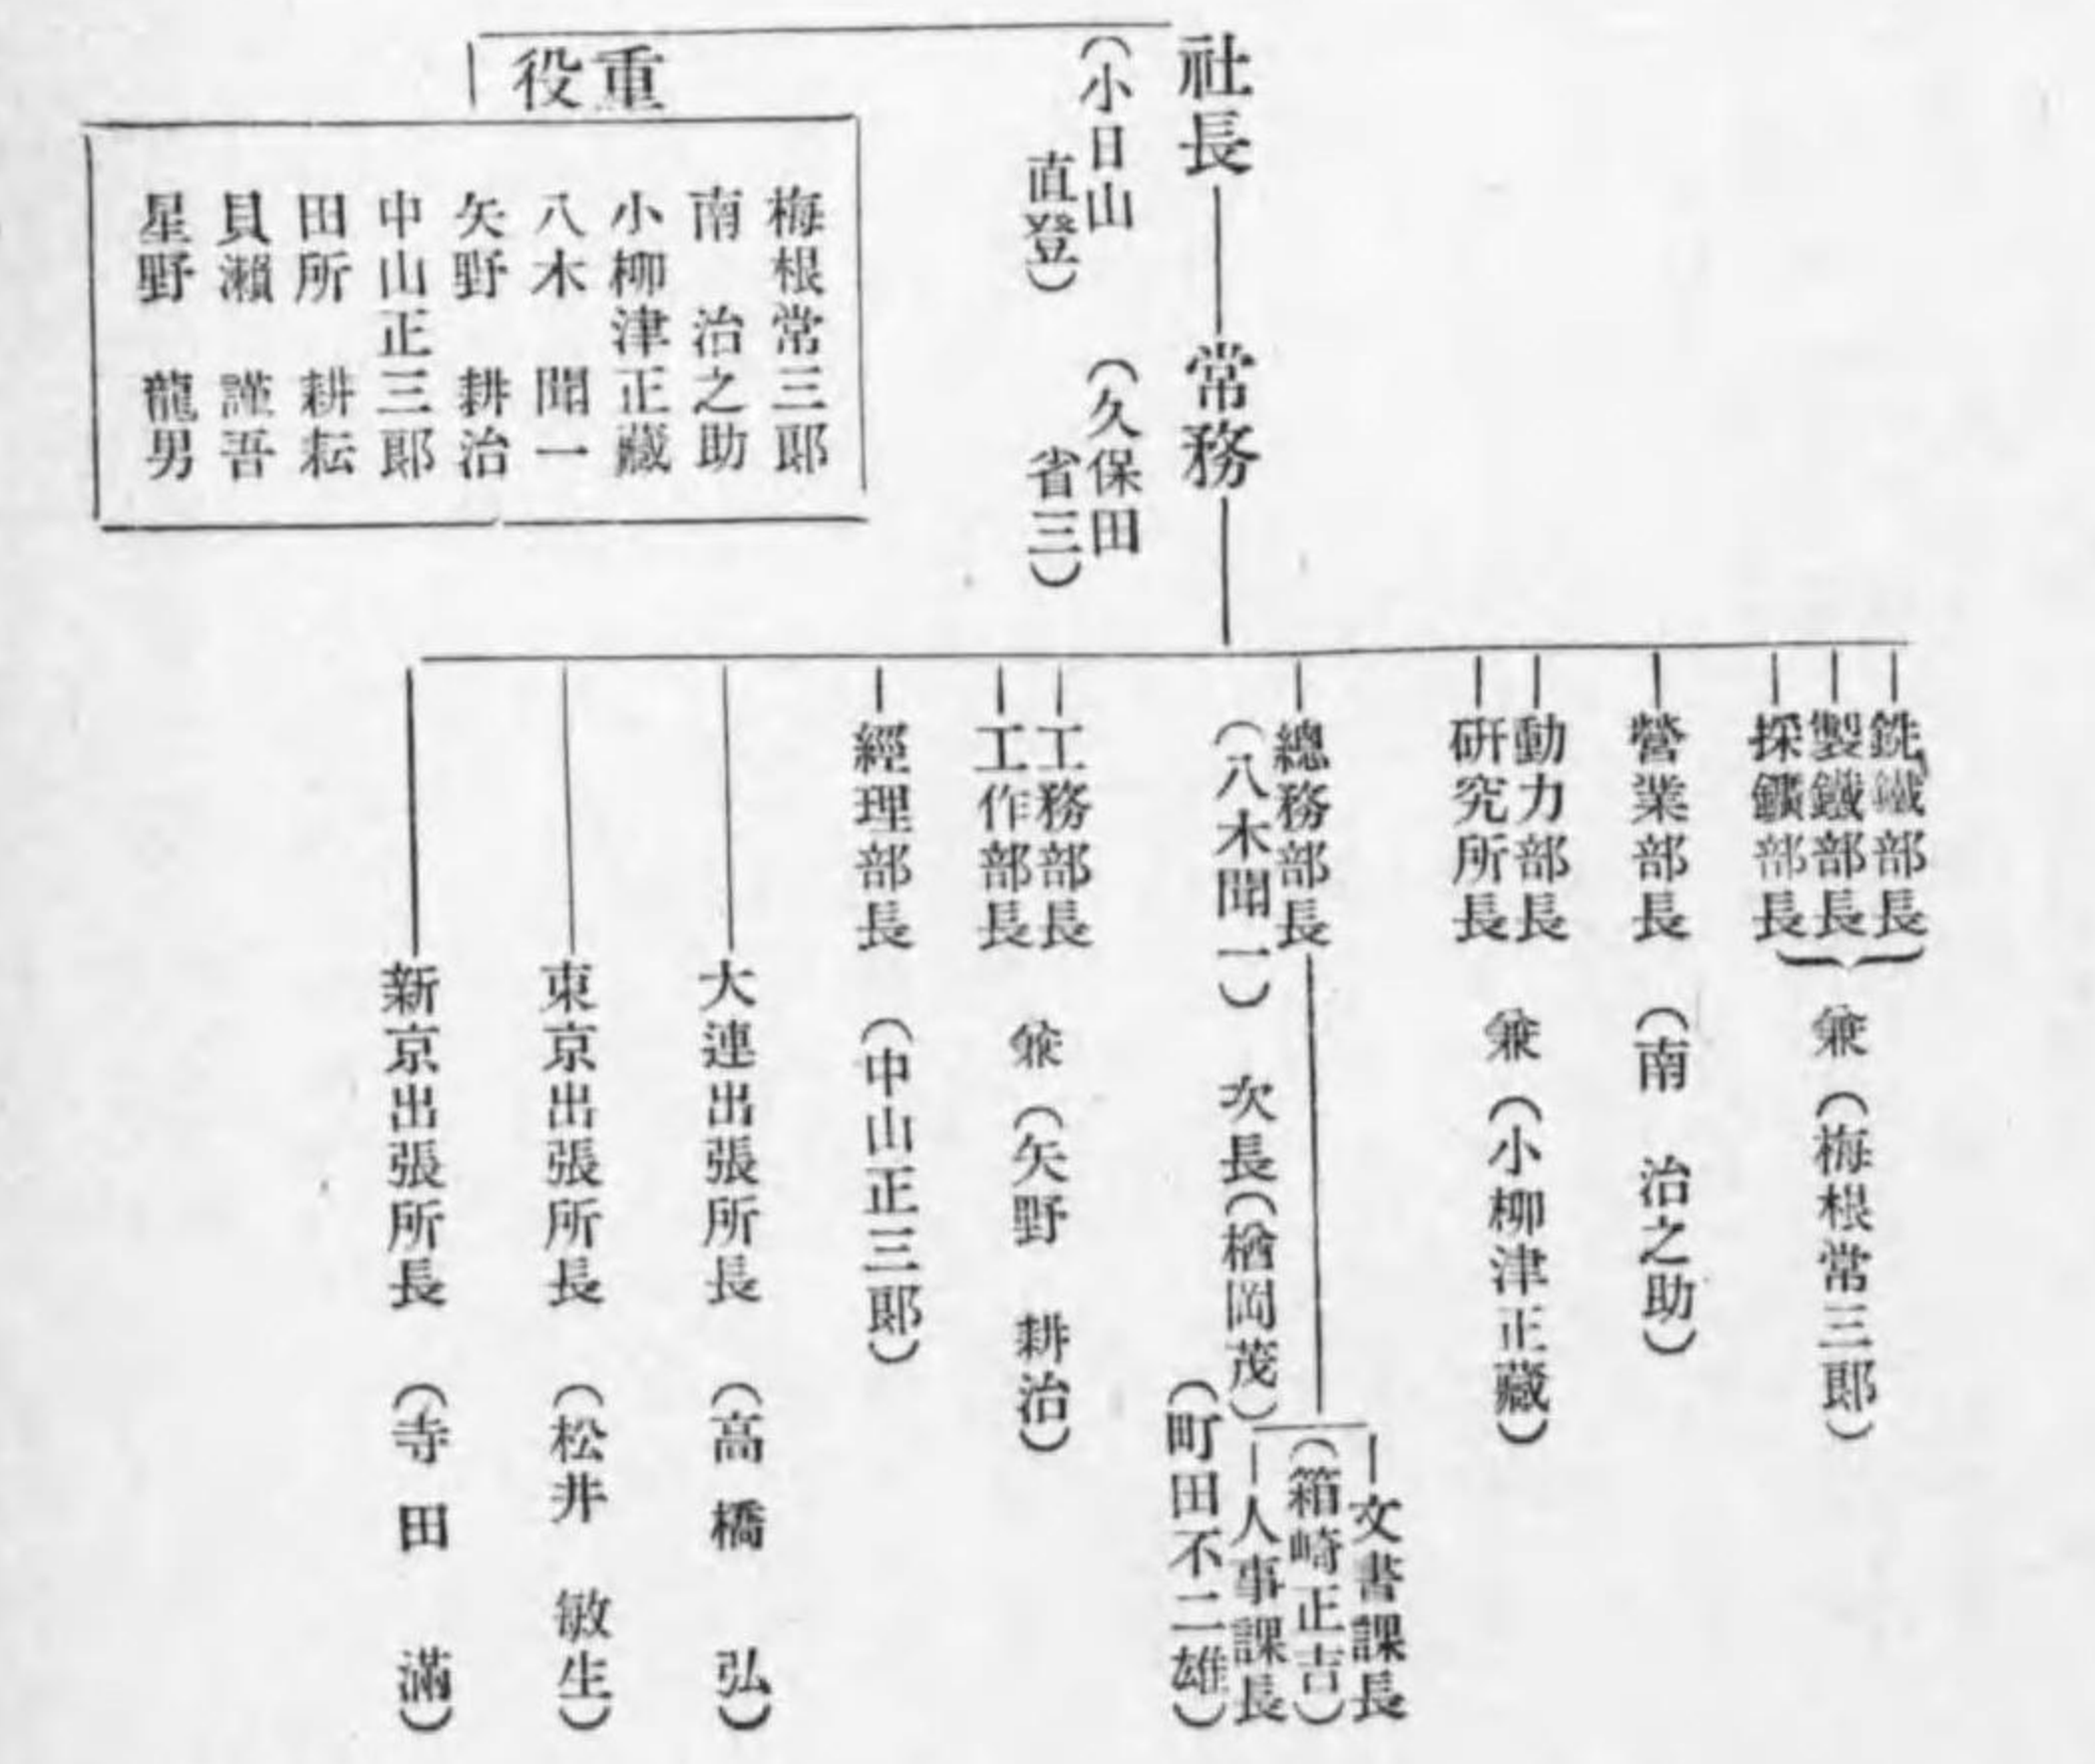 社長
(小日山
直登)
常務
(久保田
省三)
重役
梅根常三郎
南 治之助
小柳津正藏
八木 聞一
矢野 耕治
中山正三郎
田所 耕耘
貝瀨 謹吾
星野 龍男
銑鐵部長
製鐵部長
採鑛部長
兼(梅根常三郎)
營業部長(南 治之助)
動力部長
硏究所長
兼(小柳津正藏)
總務部長
(八木聞一) 次長(楢岡茂)
文書課長
(箱崎正吉)
人事課長
(町田不二雄)
工務部長
工作部長
兼(矢野 耕治)
經理部長(中山正三郎)
大連出張所長(高橋 弘)
東京出張所長(松井 敏生)
新京出張所長(寺田 滿)